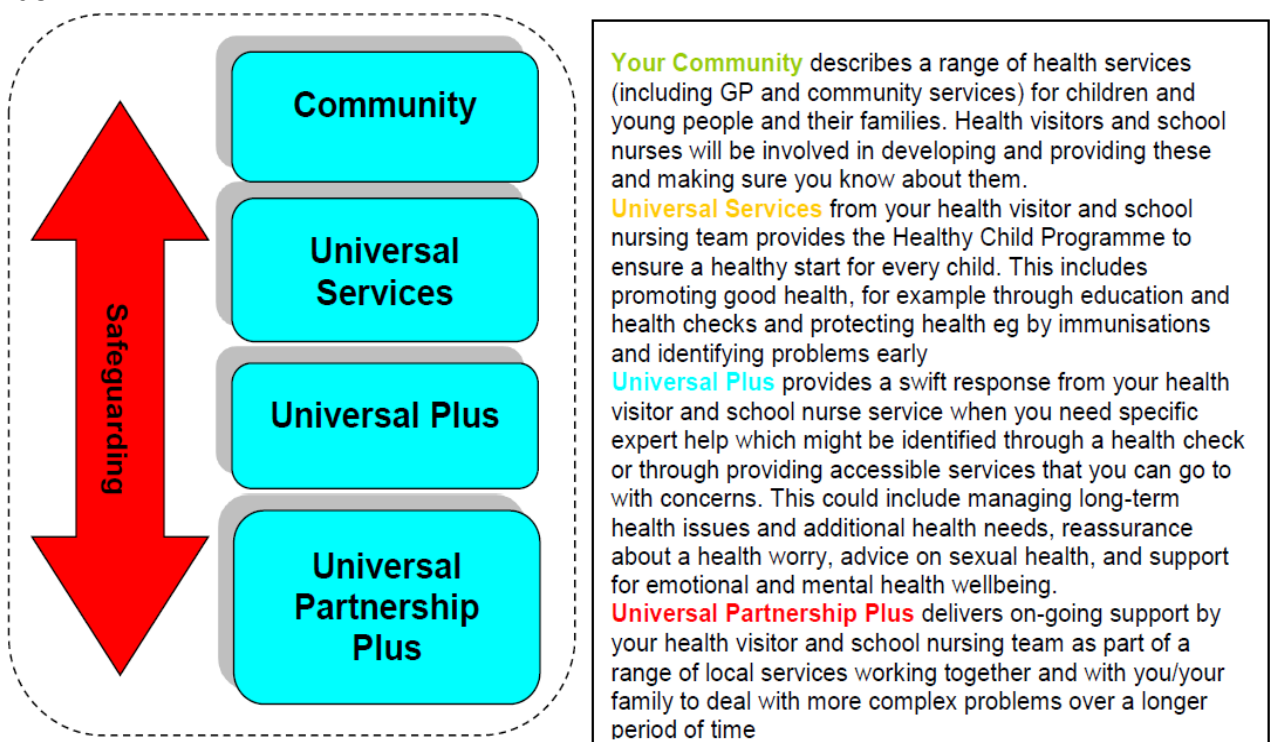 Safeguarding
Community
Universal
Services
Universal Plus
Universal
Partnership
Plus
Your Community describes a range of health services
(including GP and community services) for children and
young people and their families. Health visitors and school
nurses will be involved in developing and providing these
and making sure you know about them.
Universal Services from your health visitor and school
nursing team provides the Healthy Child Programme to
ensure a healthy start for every child. This includes
promoting good health, for example through education and
health checks and protecting health eg by immunisations
and identifying problems early
Universal Plus provides a swift response from your health
visitor and school nurse service when you need specific
expert help which might be identified through a health check
or through providing accessible services that you can go to
with concerns. This could include managing long-term
health issues and additional health needs, reassurance
about a health worry, advice on sexual health, and support
for emotional and mental health wellbeing.
Universal Partnership Plus delivers on-going support by
your health visitor and school nursing team as part of a
range of local services working together and with you/your
family to deal with more complex problems over a longer
period of time